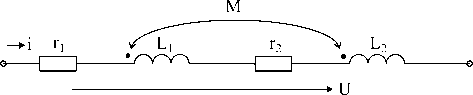 M
i r₁ L₁ r₂ L₂
U